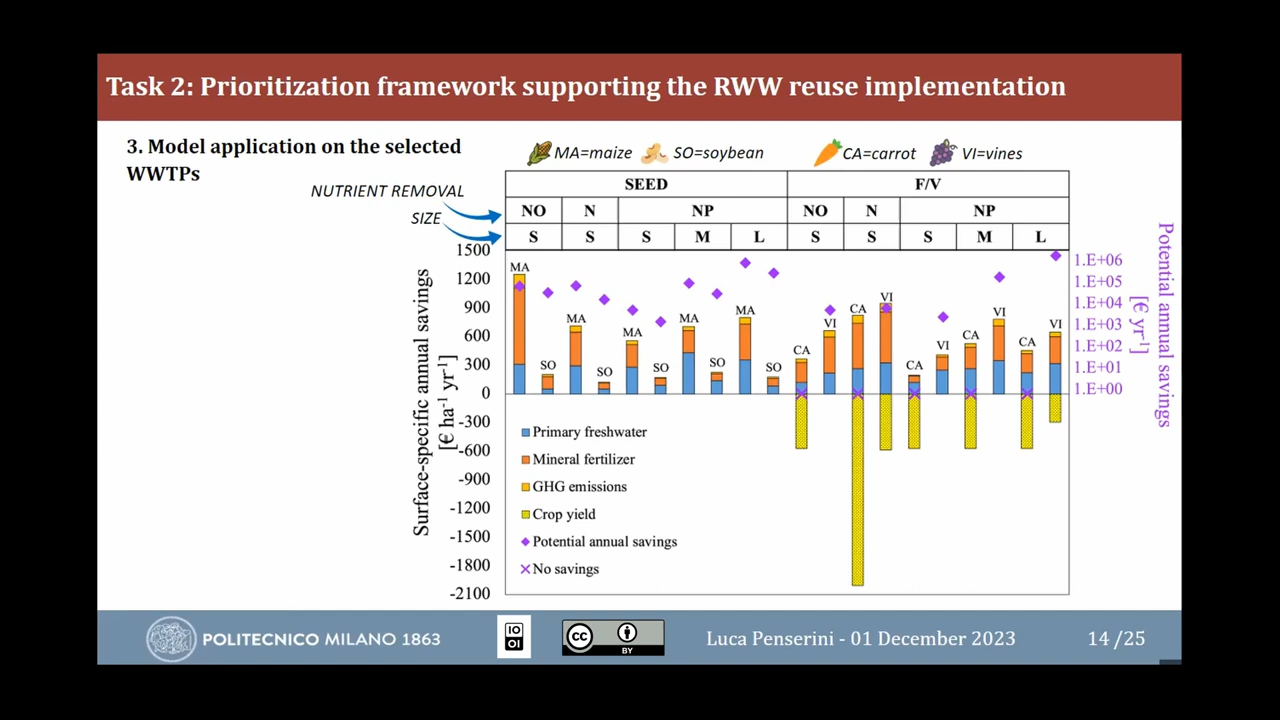 Task 2: Prioritization framework supporting the RWW reuse implementation
3. Model application on the selected
WWTPs
MA=maize SO=soybean CA=carrot VI=vines
NUTRIENT REMOVAL
SIZE
SEED F/V
NO N NP NO N NP
S S S M L S S S M L
Surface-specific annual savings
[€ ha⁻¹ yr⁻¹]
1500
1200
900
600
300
0
-300
-600
-900
-1200
-1500
-1800
-2100
MA SO MA SO MA SO MA SO MA SO CA VI CA VI CA VI CA VI CA VI
Primary freshwater
Mineral fertilizer
GHG emissions
Crop yield
Potential annual savings
No savings
1.E+06
1.E+05
1.E+04
1.E+03
1.E+02
1.E+01
1.E+00
Potential annual savings
[€ yr⁻¹]
POLITECNICO MILANO 1863
IO
OI
CC
BY
Luca Penserini - 01 December 2023
14 /25